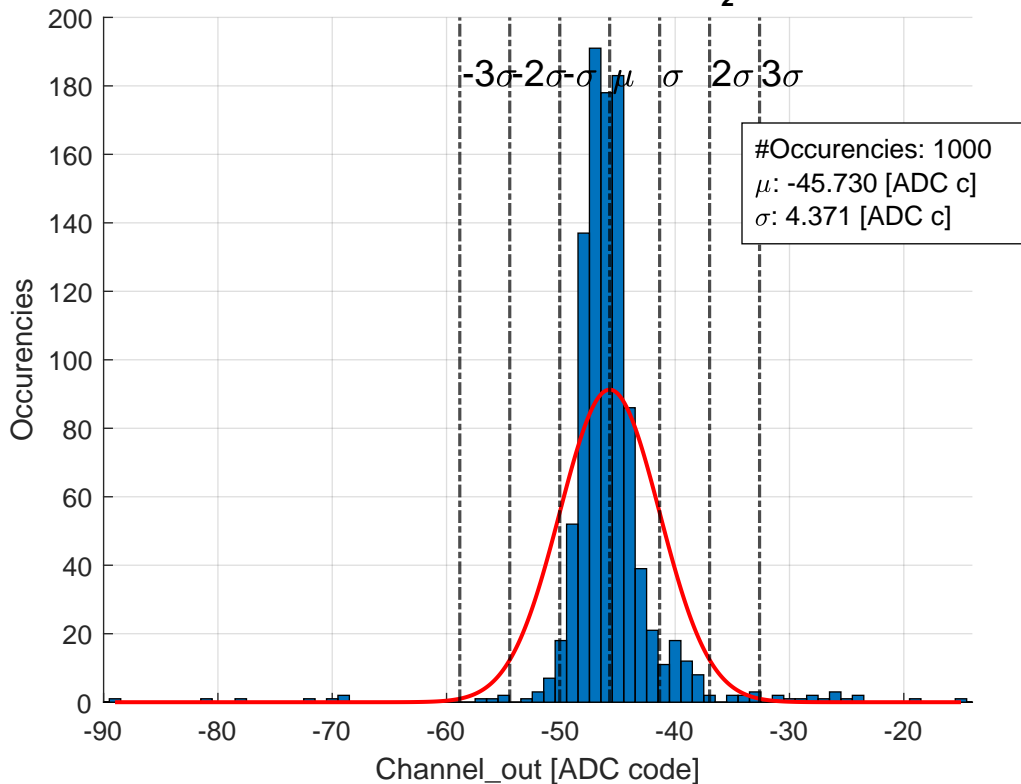 2
200
180
160
140
120
100
80
60
40
20
0
Occurencies
-3σ -2σ -σ μ σ 2σ 3σ
#Occurencies: 1000
μ: -45.730 [ADC c]
σ: 4.371 [ADC c]
-90 -80 -70 -60 -50 -40 -30 -20
Channel_out [ADC code]